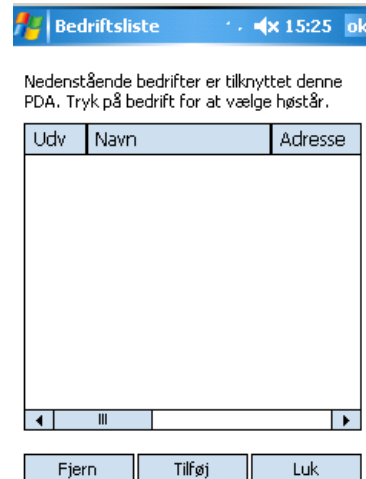 Bedriftsliste 15:25 ok
Nedenstående bedrifter er tilknyttet denne
PDA. Tryk på bedrift for at vælge høstår.
Udv Navn Adresse
Fjern Tilføj Luk